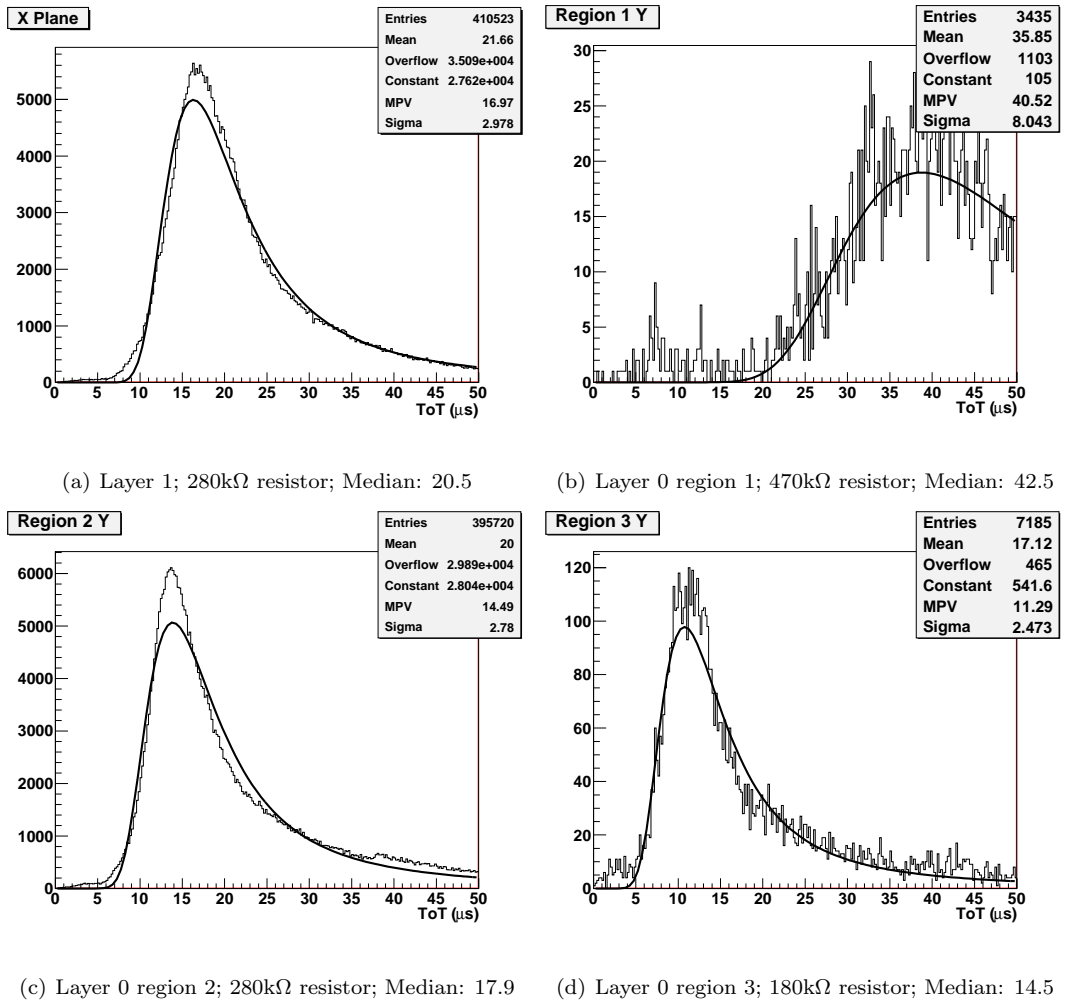 X Plane
Entries 410523
Mean 21.66
Overflow 3.509e+004
Constant 2.762e+004
MPV 16.97
Sigma 2.978
5000
4000
3000
2000
1000
0
0 5 10 15 20 25 30 35 40 45 50
ToT (μs)
(a) Layer 1; 280kΩ resistor; Median: 20.5
Region 1 Y
Entries 3435
Mean 35.85
Overflow 1103
Constant 105
MPV 40.52
Sigma 8.043
30
25
20
15
10
5
0
0 5 10 15 20 25 30 35 40 45 50
ToT (μs)
(b) Layer 0 region 1; 470kΩ resistor; Median: 42.5
Region 2 Y
Entries 395720
Mean 20
Overflow 2.989e+004
Constant 2.804e+004
MPV 14.49
Sigma 2.78
6000
5000
4000
3000
2000
1000
0
0 5 10 15 20 25 30 35 40 45 50
ToT (μs)
(c) Layer 0 region 2; 280kΩ resistor; Median: 17.9
Region 3 Y
Entries 7185
Mean 17.12
Overflow 465
Constant 541.6
MPV 11.29
Sigma 2.473
120
100
80
60
40
20
0
0 5 10 15 20 25 30 35 40 45 50
ToT (μs)
(d) Layer 0 region 3; 180kΩ resistor; Median: 14.5